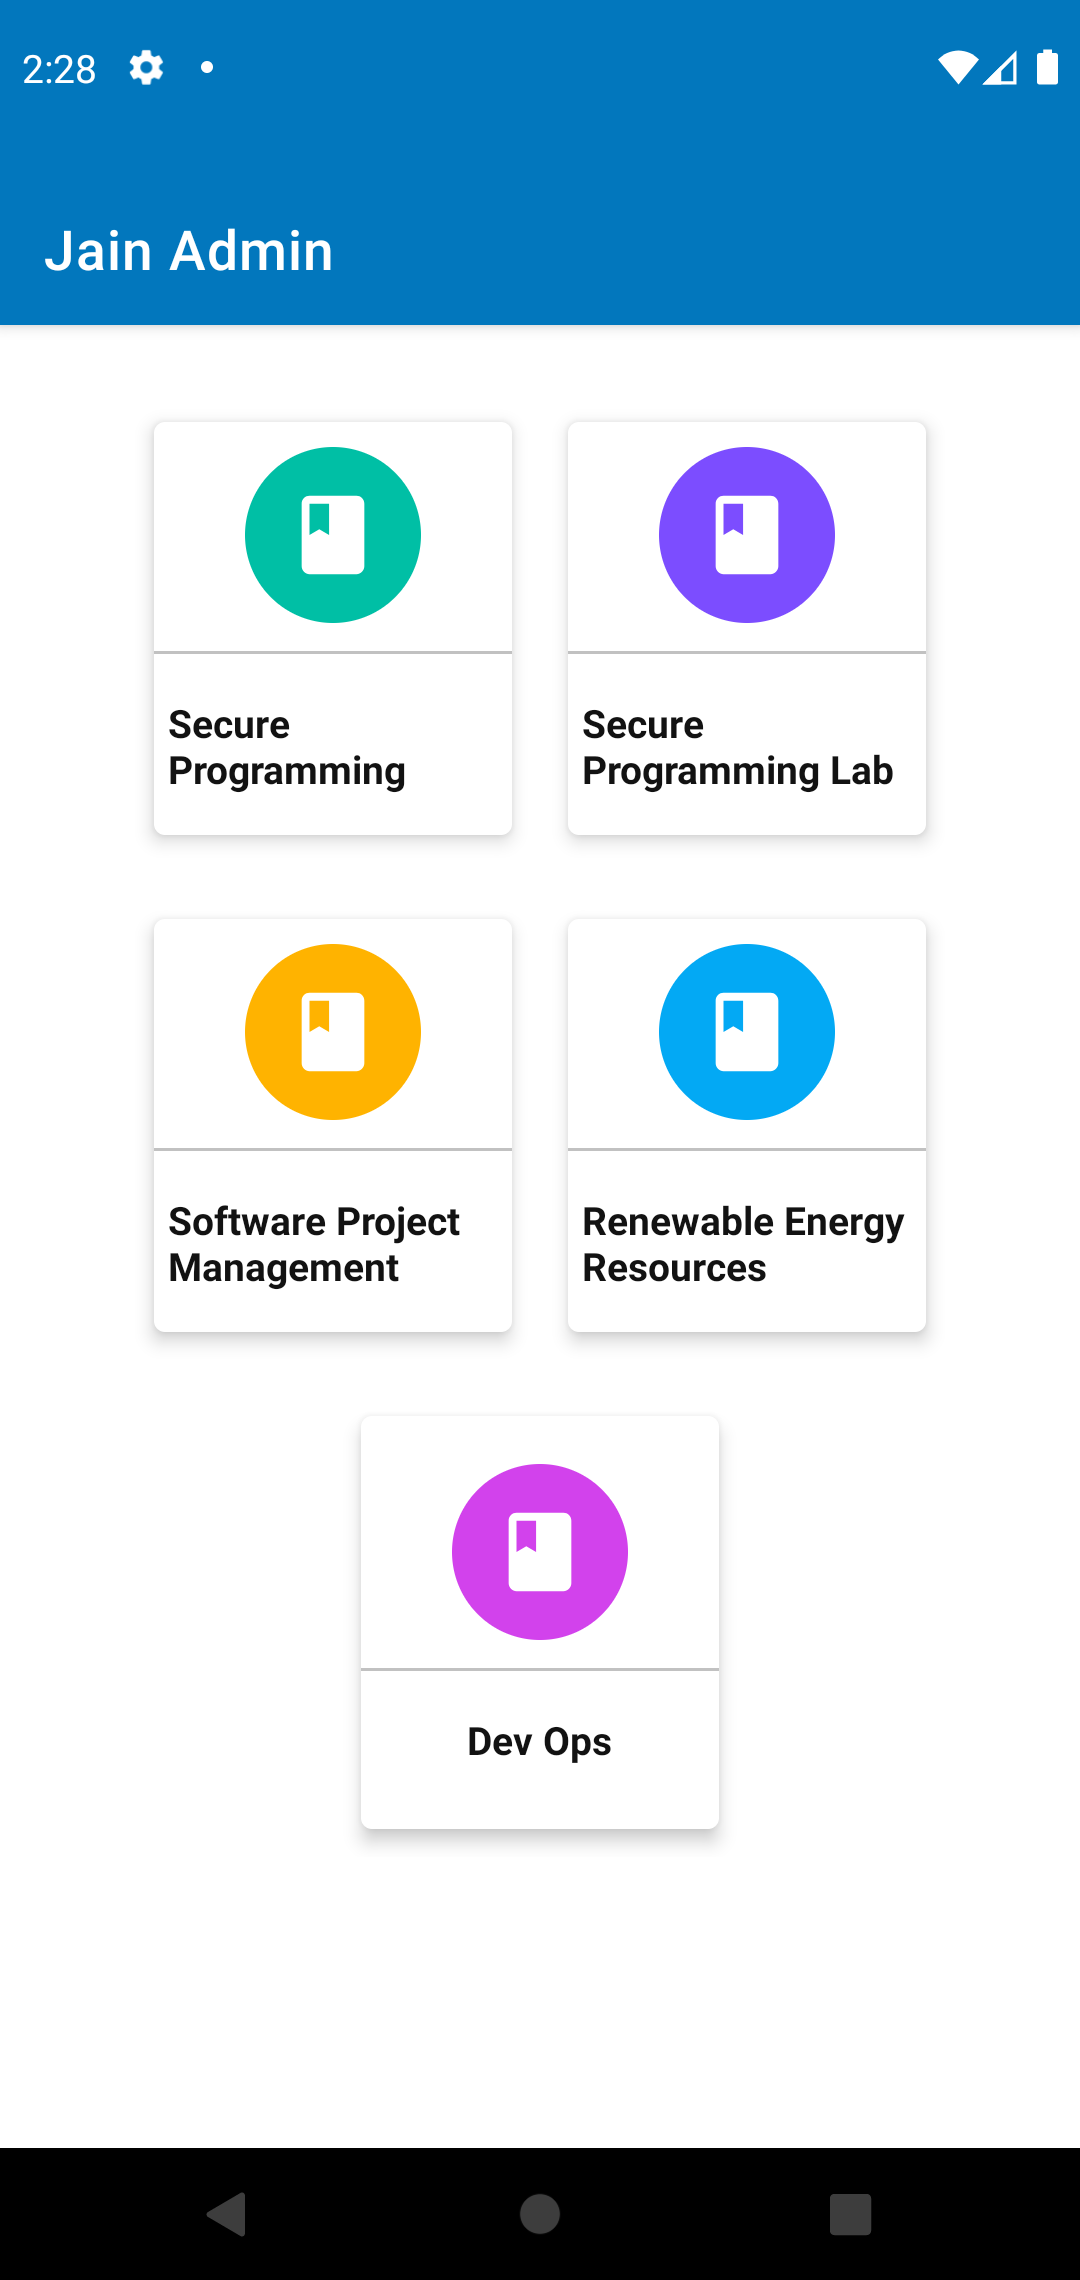 2:28
Jain Admin
Secure
Programming
Secure
Programming Lab
Software Project
Management
Renewable Energy
Resources
Dev Ops